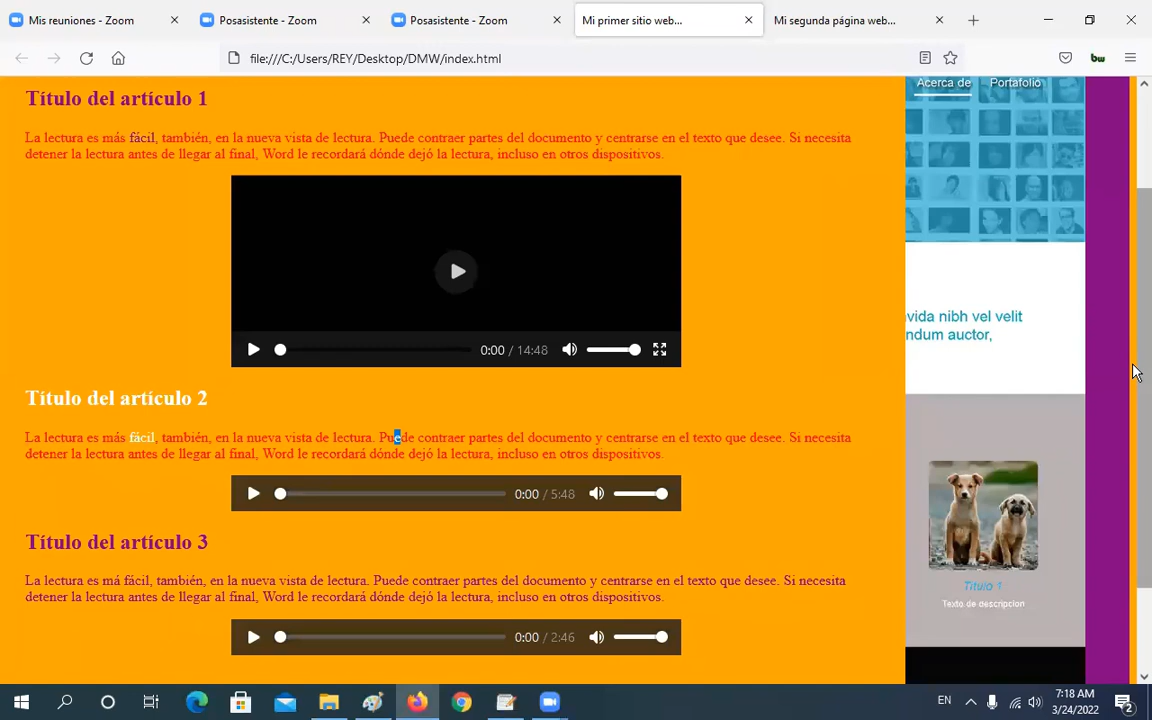 Mis reuniones - Zoom
Posasistente - Zoom
Posasistente - Zoom
Mi primer sitio web...
Mi segunda página web...
file:///C:/Users/REY/Desktop/DMW/index.html
bw
Título del artículo 1
La lectura es más fácil, también, en la nueva vista de lectura. Puede contraer partes del documento y centrarse en el texto que desee. Si necesita
detener la lectura antes de llegar al final, Word le recordará dónde dejó la lectura, incluso en otros dispositivos.
0:00 / 14:48
Título del artículo 2
La lectura es más fácil, también, en la nueva vista de lectura. Puede contraer partes del documento y centrarse en el texto que desee. Si necesita
detener la lectura antes de llegar al final, Word le recordará dónde dejó la lectura, incluso en otros dispositivos.
0:00 / 5:48
Título del artículo 3
La lectura es má fácil, también, en la nueva vista de lectura. Puede contraer partes del documento y centrarse en el texto que desee. Si necesita
detener la lectura antes de llegar al final, Word le recordará dónde dejó la lectura, incluso en otros dispositivos.
0:00 / 2:46
Acerca de Portafolio
vida nibh vel velit
ndum auctor,
Titulo 1
Texto de descripcion
EN
7:18 AM
3/24/2022
2